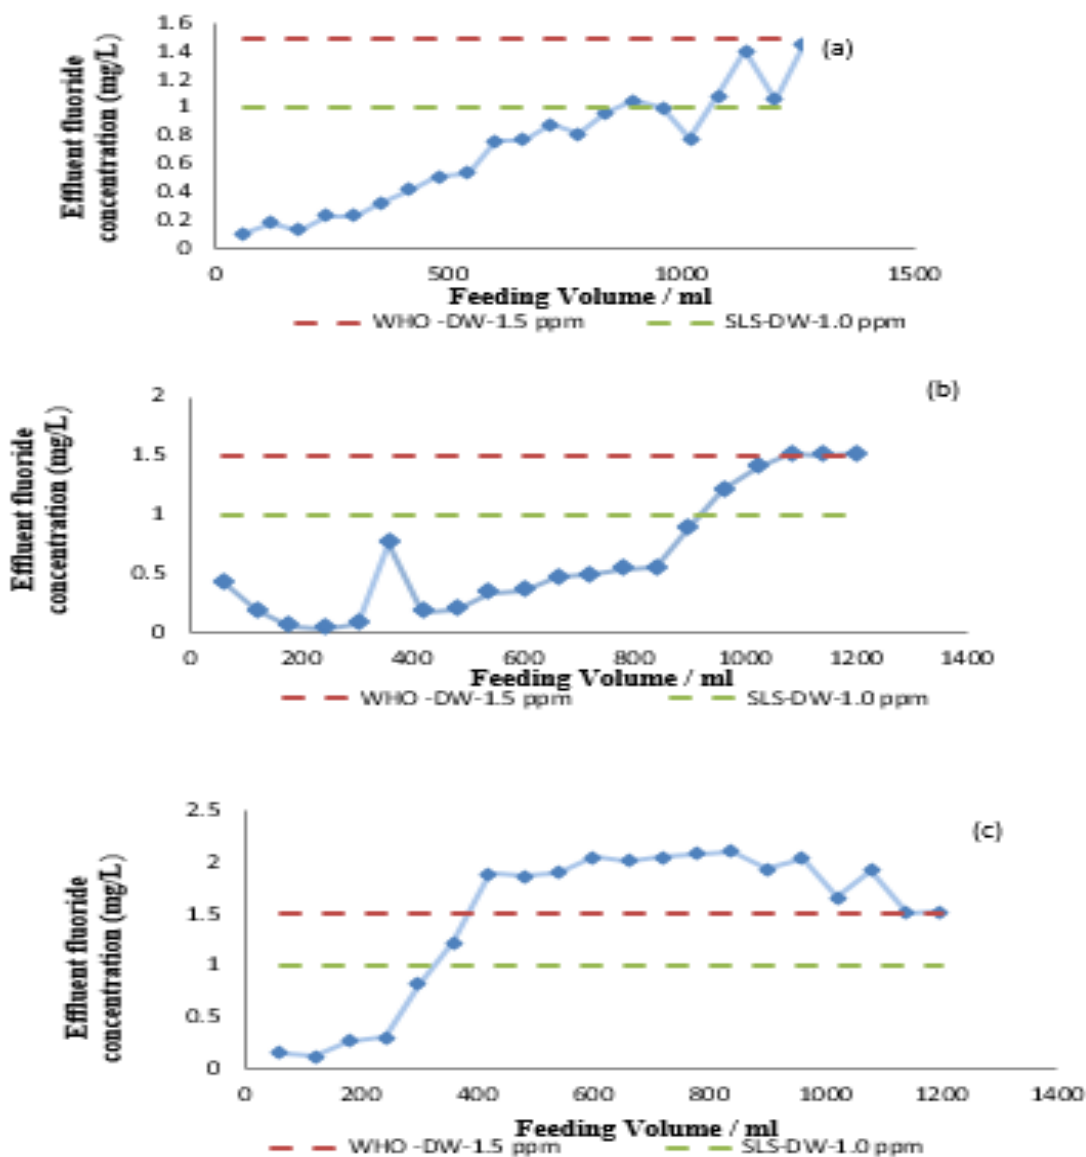 1.6
(a)
1.4
1.2
1
0.8
0.6
0.4
0.2
0
Effluent fluoride
concentration (mg/L)
0 500 1000 1500
Feeding Volume / ml
WHO -DW-1.5 ppm SLS-DW-1.0 ppm
(b)
2
1.5
1
0.5
0
Effluent fluoride
concentration (mg/L)
0 200 400 600 800 1000 1200 1400
Feeding Volume / ml
WHO -DW-1.5 ppm SLS-DW-1.0 ppm
2.5
(c)
2
1.5
1
0.5
0
Effluent fluoride
concentration (mg/L)
0 200 400 600 800 1000 1200 1400
Feeding Volume / ml
WHO -DW-1.5 ppm SLS-DW-1.0 ppm